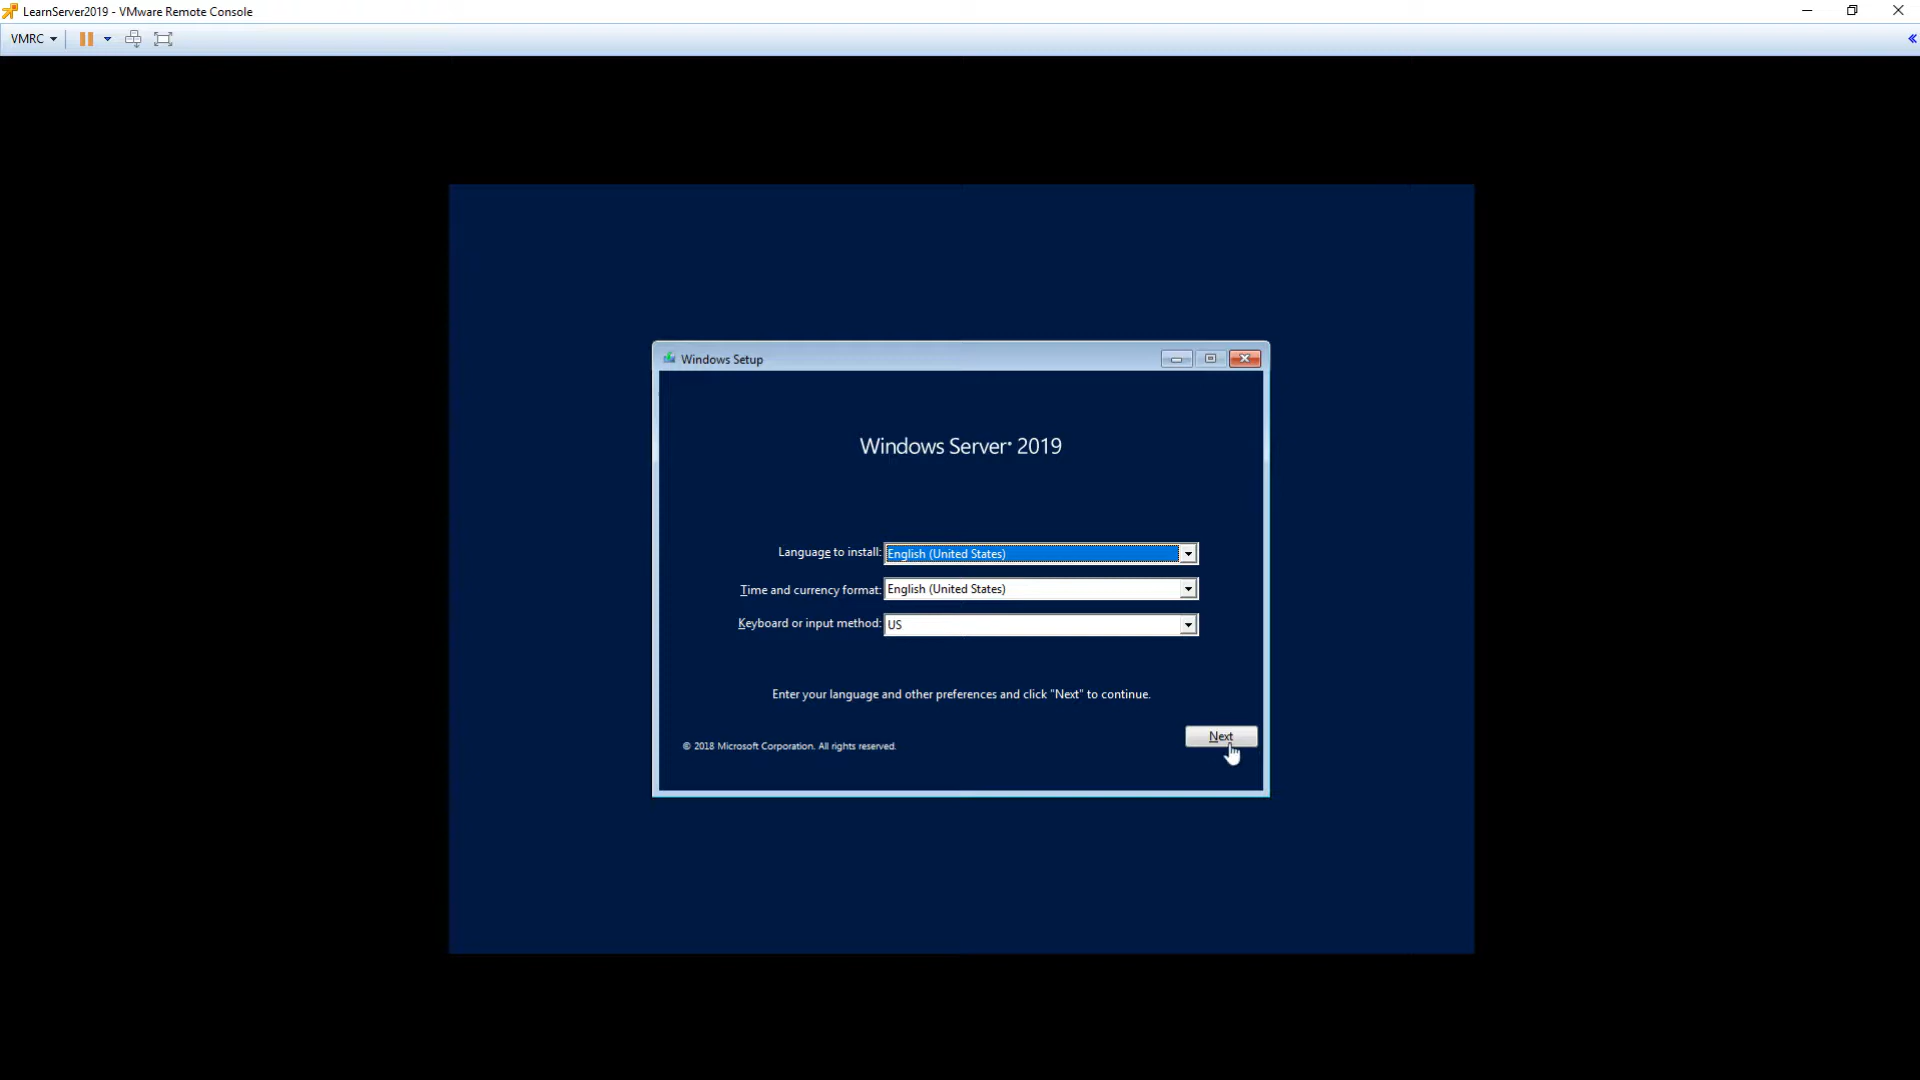 LearnServer2019 - VMware Remote Console
VMRC
Windows Setup
Windows Server® 2019
Language to install: English (United States)
Time and currency format: English (United States)
Keyboard or input method: US
Enter your language and other preferences and click "Next" to continue.
Next
© 2018 Microsoft Corporation. All rights reserved.